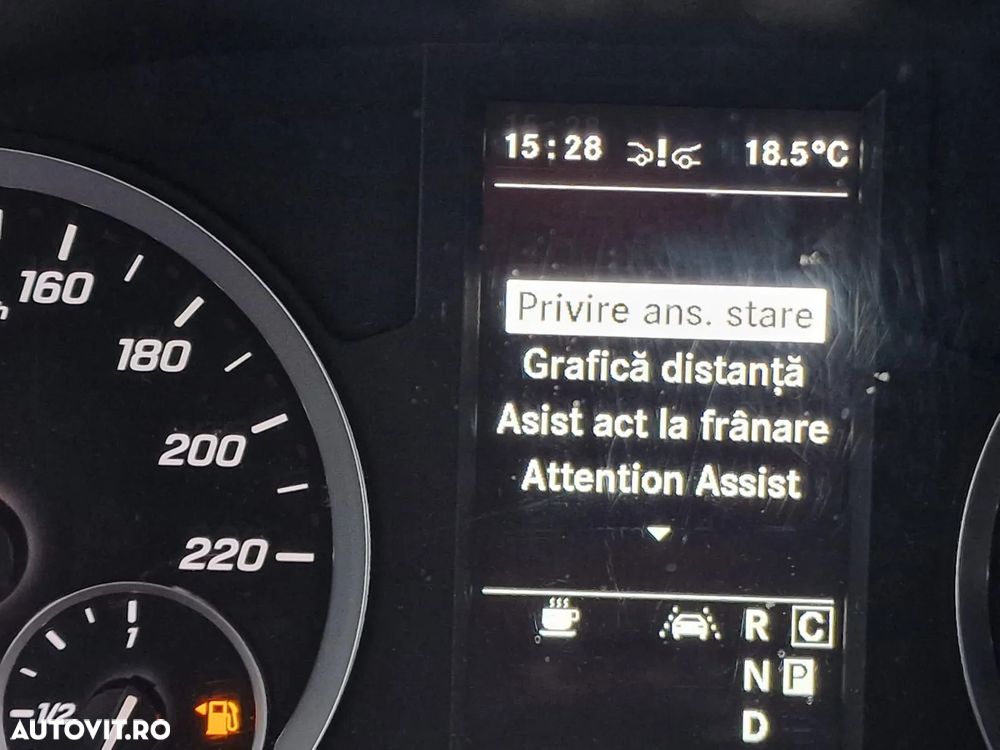 15:28 18.5°C
160
Privire ans. stare
180
Grafică distanță
Asist act la frânare
200
Attention Assist
220
R C
1
N P
1/2
D
AUTOVIT.RO